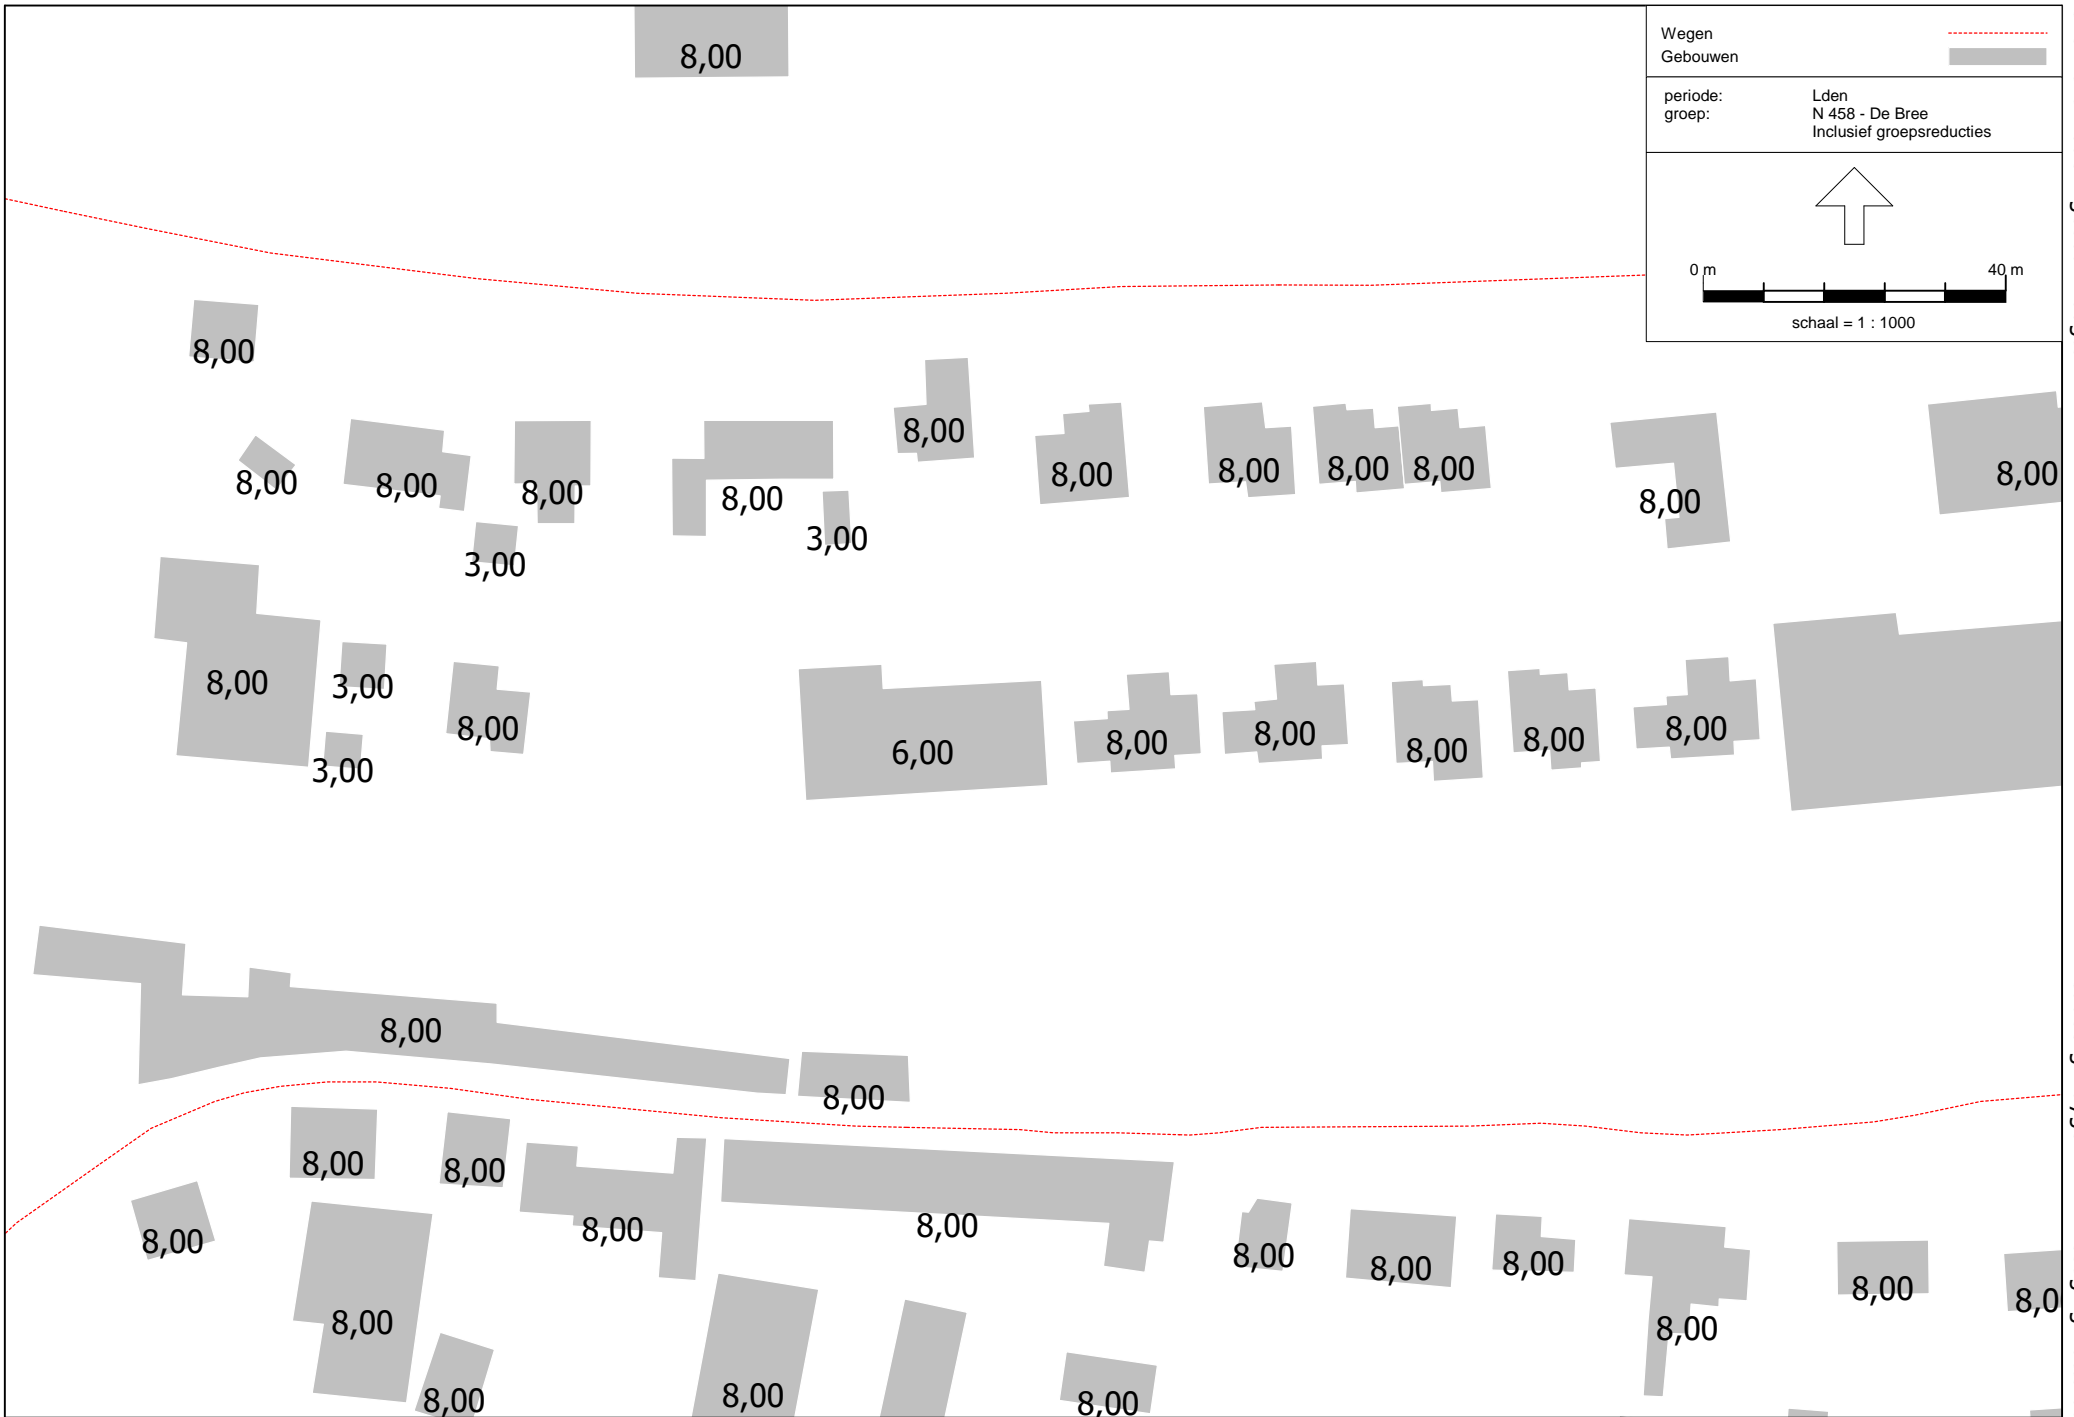 8,00
Wegen
Gebouwen
periode: Lden
groep: N 458 - De Bree
Inclusief groepsreducties
0 m 40 m
schaal = 1 : 1000
8,00
8,00
8,00 8,00 8,00 8,00 8,00 8,00 8,00 8,00 8,00
8,00 8,00
3,00
3,00
8,00 3,00
8,00 8,00 8,00 8,00 8,00 8,00
6,00
3,00
8,00
8,00
8,00 8,00
8,00 8,00 8,00
8,00 8,00 8,00
8,00 8,0
8,00 8,00
8,00 8,00 8,00